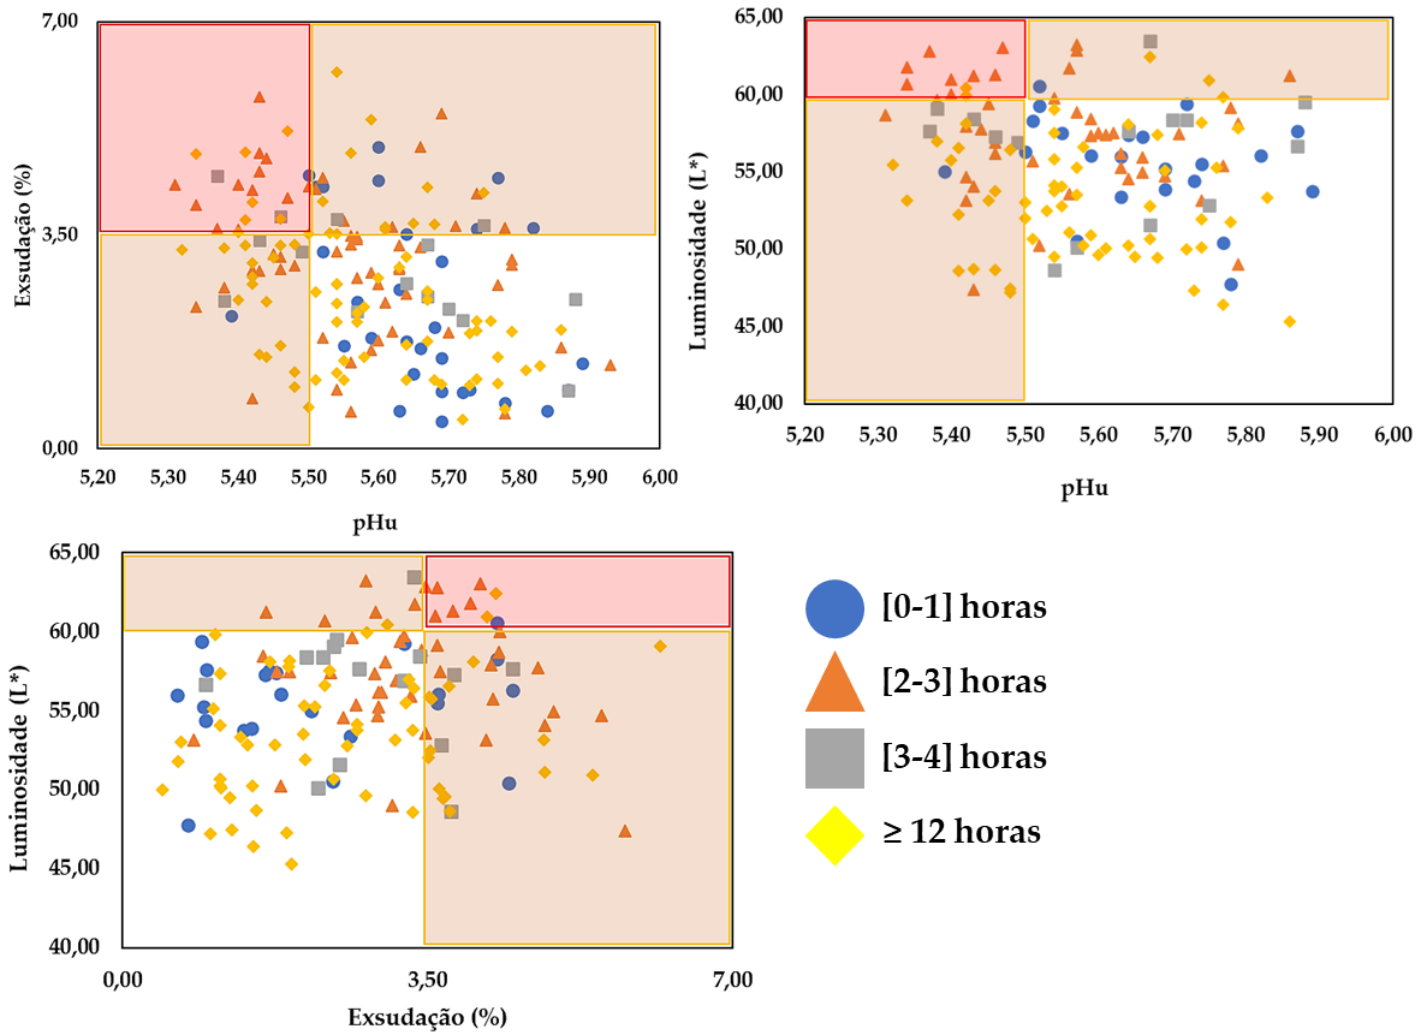 7,00
3,50
0,00
Exsudação (%)
5,20 5,30 5,40 5,50 5,60 5,70 5,80 5,90 6,00
pHu
65,00
60,00
55,00
50,00
45,00
40,00
Luminosidade (L*)
5,20 5,30 5,40 5,50 5,60 5,70 5,80 5,90 6,00
pHu
65,00
60,00
55,00
50,00
45,00
40,00
Luminosidade (L*)
0,00 3,50 7,00
Exsudação (%)
[0-1] horas
[2-3] horas
[3-4] horas
≥ 12 horas